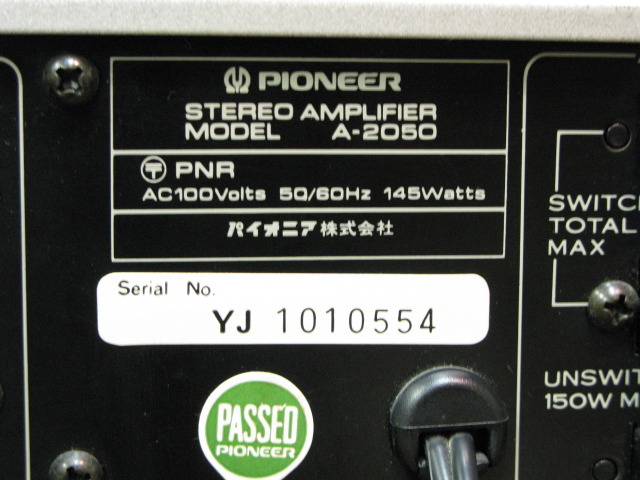 PIONEER
STEREO AMPLIFIER
MODEL A-2050
〒 PNR
AC100Volts 50/60Hz 145Watts
パイオニア株式会社
Serial No.
YJ 1010554
PASSED
PIONEER
SWITC
TOTAL
MAX
UNSWIT
150W M